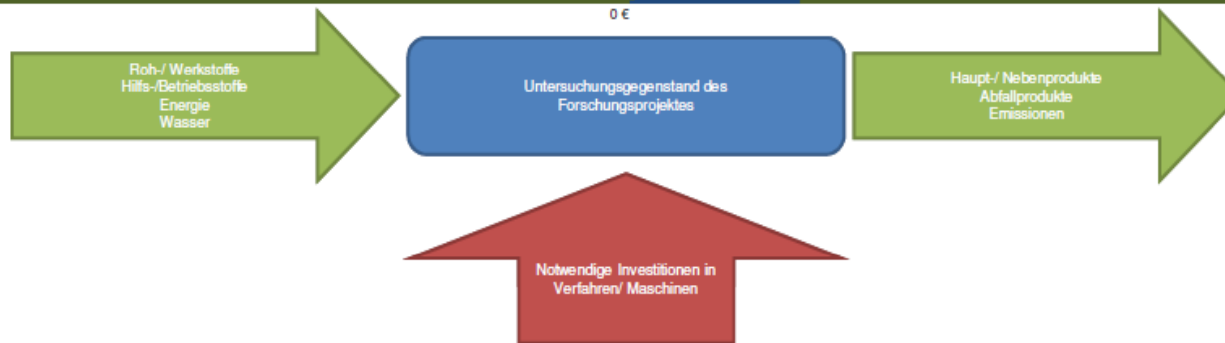 0 €
Roh-/ Werkstoffe
Hilfs-/Betriebsstoffe
Energie
Wasser
Untersuchungsgegenstand des
Forschungsprojektes
Haupt-/ Nebenprodukte
Abfallprodukte
Emissionen
Notwendige Investitionen in
Verfahren/ Maschinen